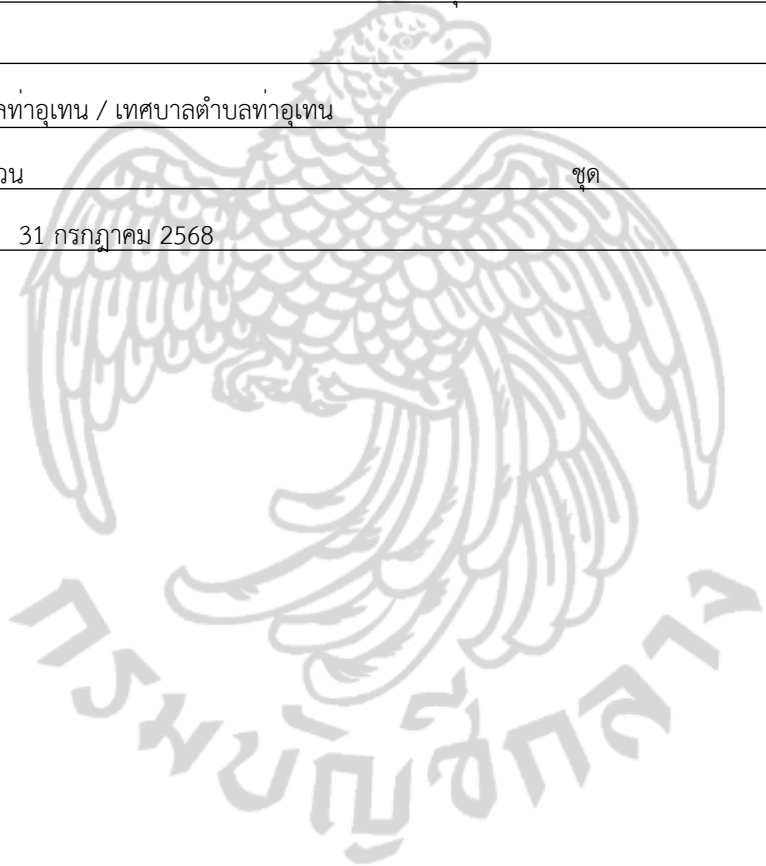 ลท่าอุเทน / เทศบาลตำบลท่าอุเทน
วน ชุด
31 กรกฎาคม 2568
กรมบัญชีกลาง